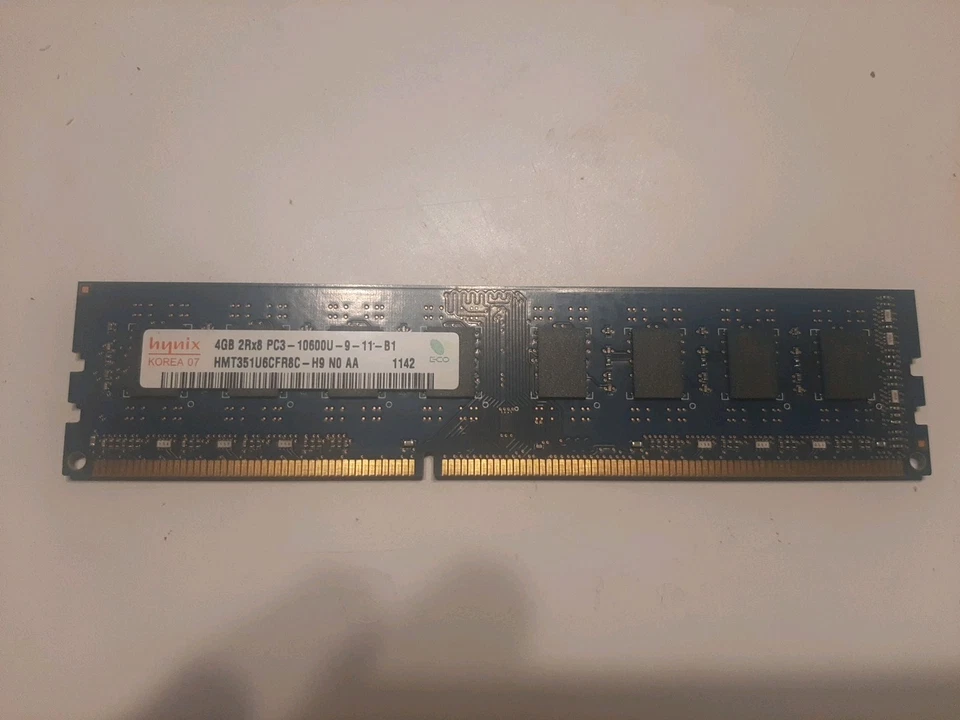 hynix
KOREA 07
4GB 2Rx8 PC3-10600U-9-11-B1
HMT351U6CFR8C-H9 N0 AA 1142